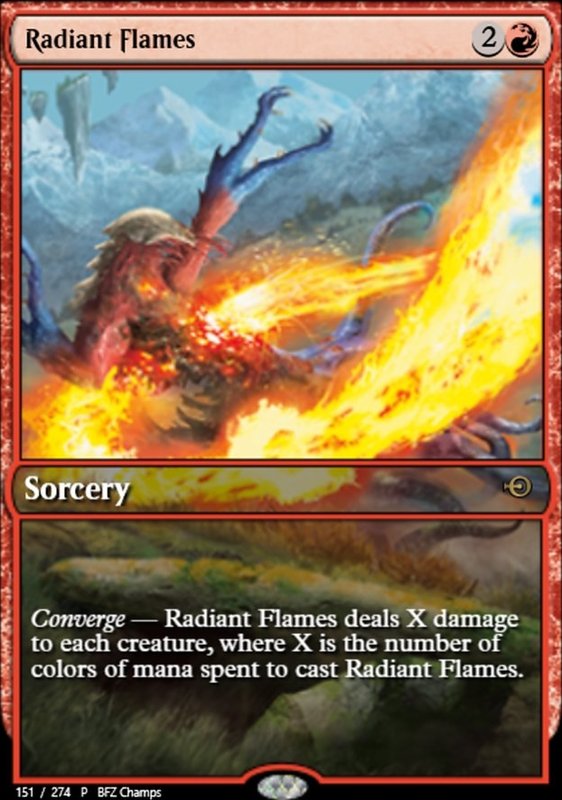 Radiant Flames 2
Sorcery
Converge — Radiant Flames deals X damage
to each creature, where X is the number of
colors of mana spent to cast Radiant Flames.
151 / 274 P BFZ Champs